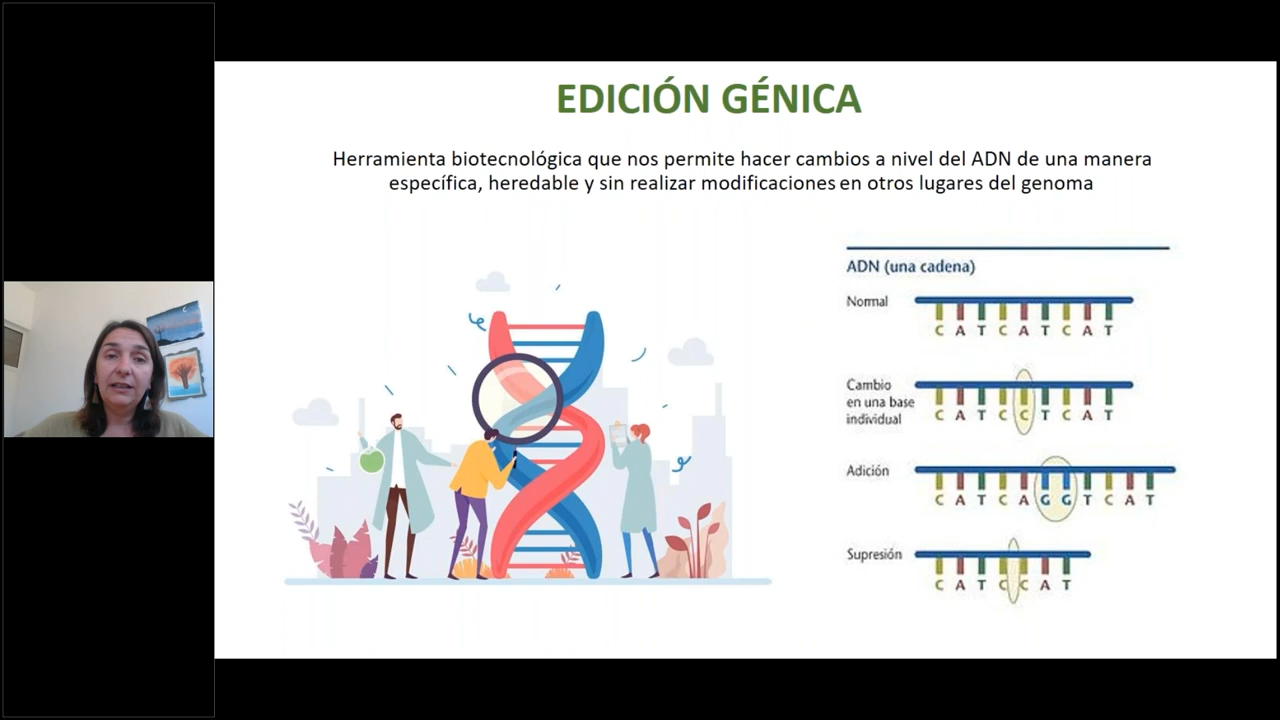 EDICIÓN GÉNICA
Herramienta biotecnológica que nos permite hacer cambios a nivel del ADN de una manera
específica, heredable y sin realizar modificaciones en otros lugares del genoma
ADN (una cadena)
Normal
C A T C A T C A T
Cambio
en una base
individual
C A T C C T C A T
Adición
C A T C A G G T C A T
Supresión
C A T C C A T